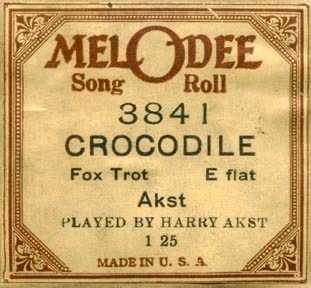 MELODEE
Song Roll
3841
CROCODILE
Fox Trot E flat
Akst
PLAYED BY HARRY AKST
1 25
MADE IN U. S. A.